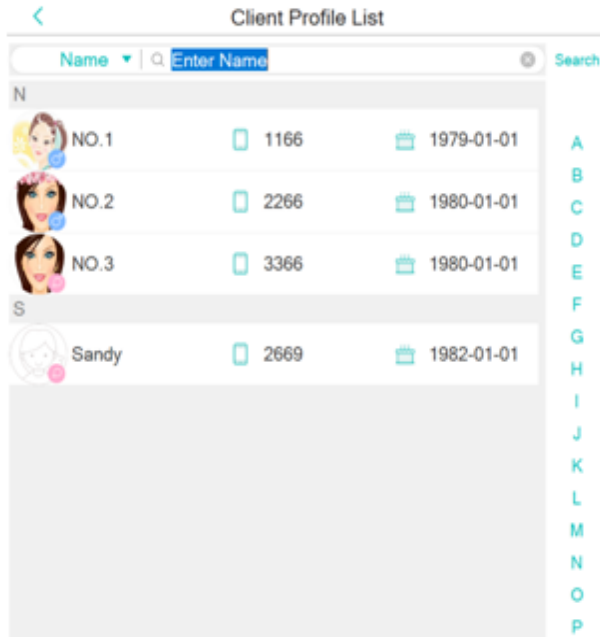 Client Profile List
Name Enter Name Search
N
NO.1 1166 1979-01-01
NO.2 2266 1980-01-01
NO.3 3366 1980-01-01
S
Sandy 2669 1982-01-01
A
B
C
D
E
F
G
H
I
J
K
L
M
N
O
P